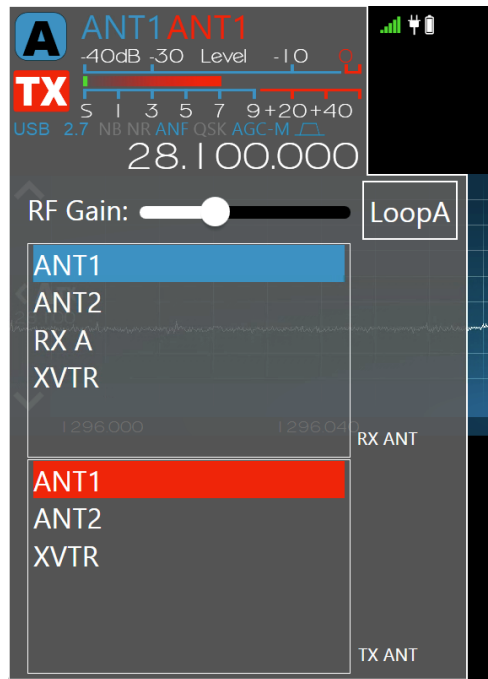 A ANT1 ANT1
-40dB -30 Level -10 0
TX
S 1 3 5 7 9+20+40
USB 2.7 NB NR ANF QSK AGC-M
28.100.000
RF Gain: LoopA
ANT1
ANT2
RX A
XVTR
1296.000 1296.040
RX ANT
ANT1
ANT2
XVTR
TX ANT